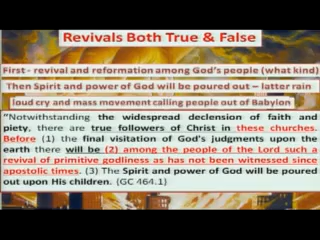 Revivals Both True & False
First - revival and reformation among God's people (what kind)
Then Spirit and power of God will be poured out – latter rain
loud cry and mass movement calling people out of Babylon
"Notwithstanding the widespread declension of faith and
piety, there are true followers of Christ in these churches.
Before (1) the final visitation of God's judgments upon the
earth there will be (2) among the people of the Lord such a
revival of primitive godliness as has not been witnessed since
apostolic times. (3) The Spirit and power of God will be poured
out upon His children. {GC 464.1}